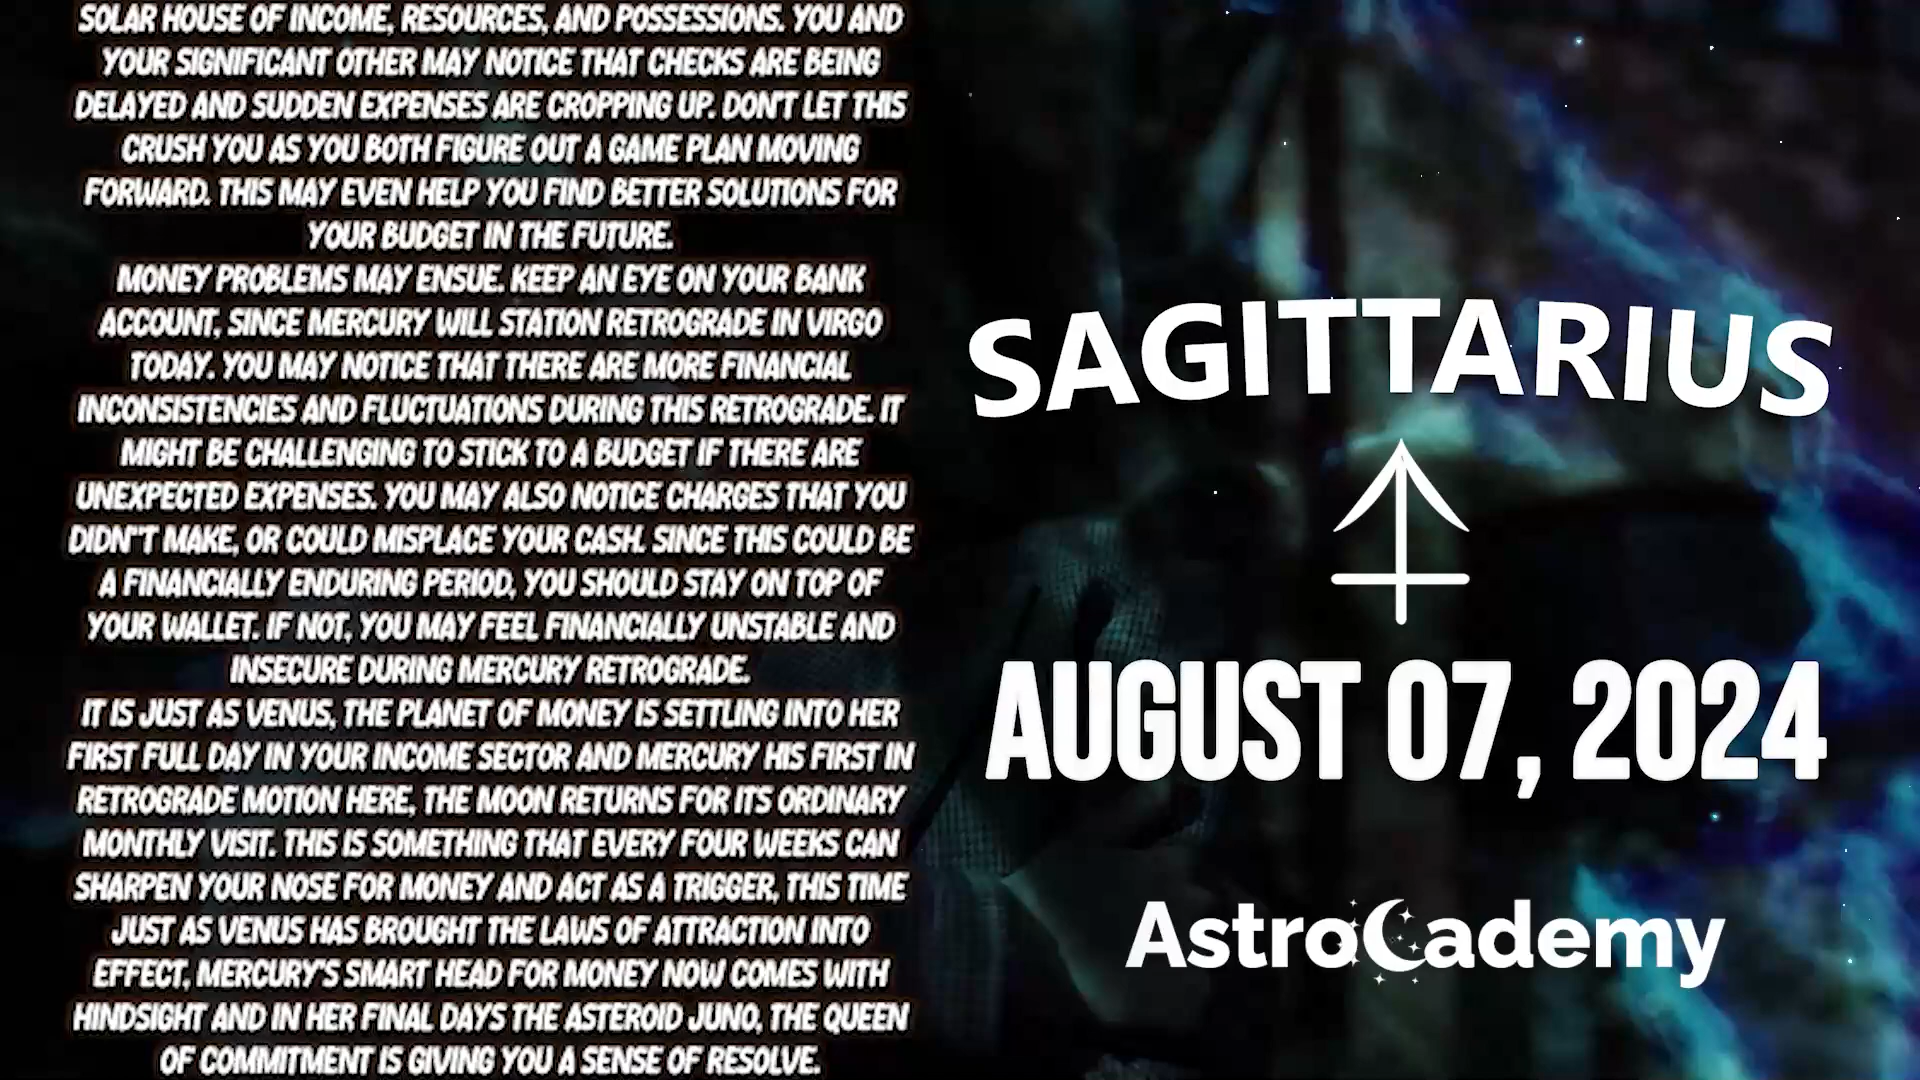 SOLAR HOUSE OF INCOME, RESOURCES, AND POSSESSIONS. YOU AND
YOUR SIGNIFICANT OTHER MAY NOTICE THAT CHECKS ARE BEING
DELAYED AND SUDDEN EXPENSES ARE CROPPING UP. DON'T LET THIS
CRUSH YOU AS YOU BOTH FIGURE OUT A GAME PLAN MOVING
FORWARD. THIS MAY EVEN HELP YOU FIND BETTER SOLUTIONS FOR
YOUR BUDGET IN THE FUTURE.
MONEY PROBLEMS MAY ENSUE. KEEP AN EYE ON YOUR BANK
ACCOUNT, SINCE MERCURY WILL STATION RETROGRADE IN VIRGO
TODAY. YOU MAY NOTICE THAT THERE ARE MORE FINANCIAL
INCONSISTENCIES AND FLUCTUATIONS DURING THIS RETROGRADE. IT
MIGHT BE CHALLENGING TO STICK TO A BUDGET IF THERE ARE
UNEXPECTED EXPENSES. YOU MAY ALSO NOTICE CHARGES THAT YOU
DIDN"T MAKE, OR COULD MISPLACE YOUR CASH. SINCE THIS COULD BE
A FINANCIALLY ENDURING PERIOD, YOU SHOULD STAY ON TOP OF
YOUR WALLET. IF NOT, YOU MAY FEEL FINANCIALLY UNSTABLE AND
INSECURE DURING MERCURY RETROGRADE.
IT IS JUST AS VENUS, THE PLANET OF MONEY IS SETTLING INTO HER
FIRST FULL DAY IN YOUR INCOME SECTOR AND MERCURY HIS FIRST IN
RETROGRADE MOTION HERE, THE MOON RETURNS FOR ITS ORDINARY
MONTHLY VISIT. THIS IS SOMETHING THAT EVERY FOUR WEEKS CAN
SHARPEN YOUR NOSE FOR MONEY AND ACT AS A TRIGGER, THIS TIME
JUST AS VENUS HAS BROUGHT THE LAWS OF ATTRACTION INTO
EFFECT, MERCURY'S SMART HEAD FOR MONEY NOW COMES WITH
HINDSIGHT AND IN HER FINAL DAYS THE ASTEROID JUNO, THE QUEEN
OF COMMITMENT IS GIVING YOU A SENSE OF RESOLVE.
SAGITTARIUS
AUGUST 07, 2024
AstroCademy